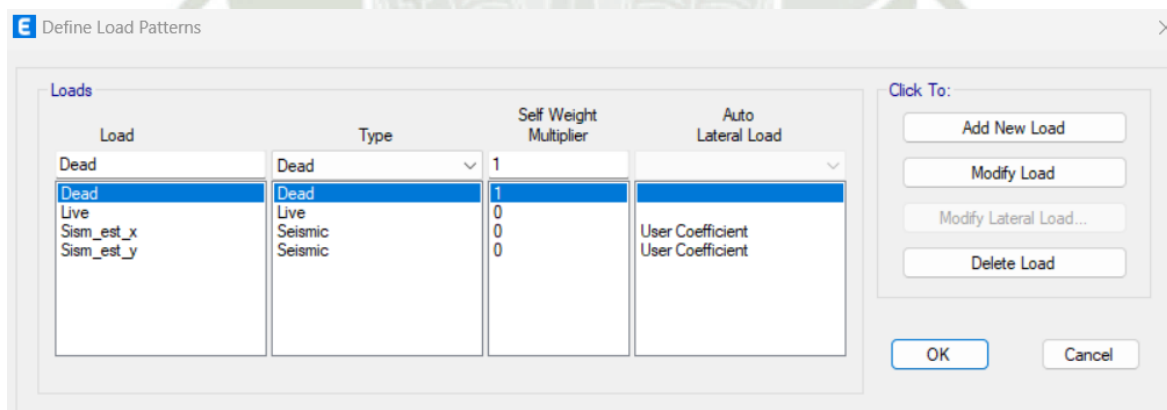 E Define Load Patterns
Loads
Load Type Self Weight Multiplier Auto Lateral Load
Dead Dead 1
Dead Dead 1
Live Live 0
Sism_est_x Seismic 0 User Coefficient
Sism_est_y Seismic 0 User Coefficient
Click To:
Add New Load
Modify Load
Modify Lateral Load...
Delete Load
OK Cancel